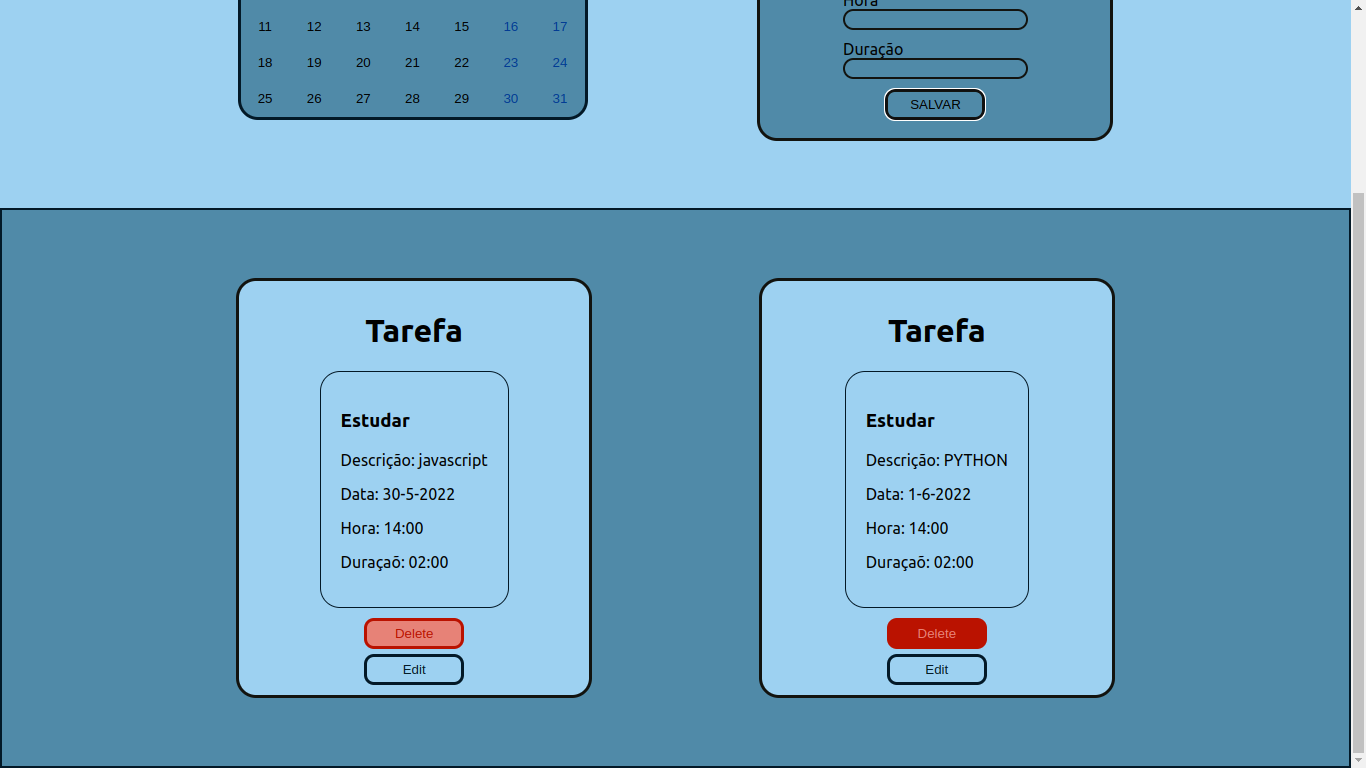 11 12 13 14 15 16 17
18 19 20 21 22 23 24
25 26 27 28 29 30 31
Hora
Duração
SALVAR
Tarefa
Estudar
Descrição: javascript
Data: 30-5-2022
Hora: 14:00
Duraçaõ: 02:00
Delete
Edit
Tarefa
Estudar
Descrição: PYTHON
Data: 1-6-2022
Hora: 14:00
Duraçaõ: 02:00
Delete
Edit